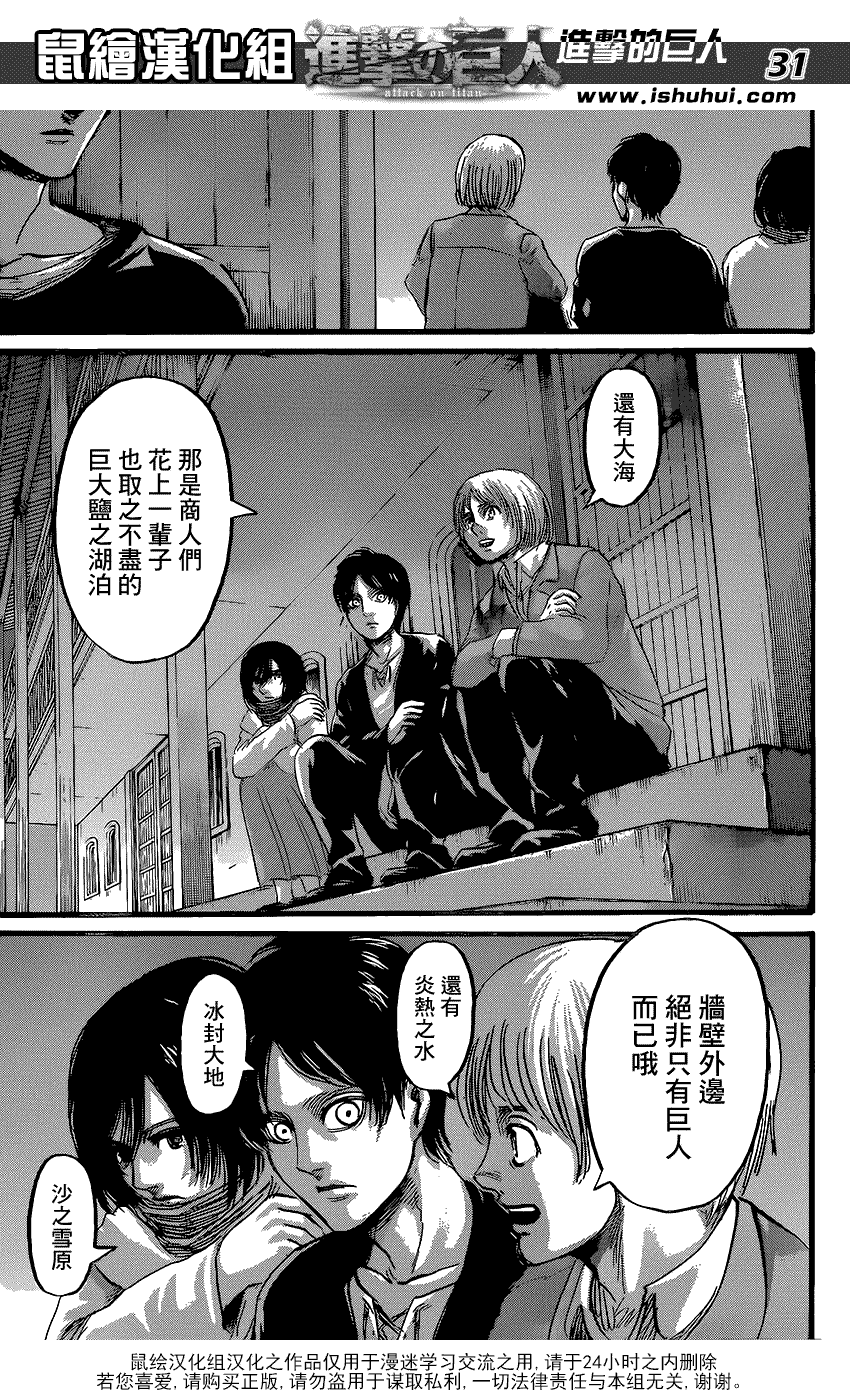 鼠繪漢化組
進撃の巨人
attack on titan
進擊的巨人
31
www.ishuhui.com
還有大海
那是商人們
花上一輩子
也取之不盡的
巨大鹽之湖泊
牆壁外邊
絕非只有巨人
而已哦
還有
炎熱之水
冰封大地
沙之雪原
鼠绘汉化组汉化之作品仅用于漫迷学习交流之用, 请于24小时之内删除
若您喜爱, 请购买正版, 请勿盗用于谋取私利, 一切法律责任与本组无关, 谢谢。